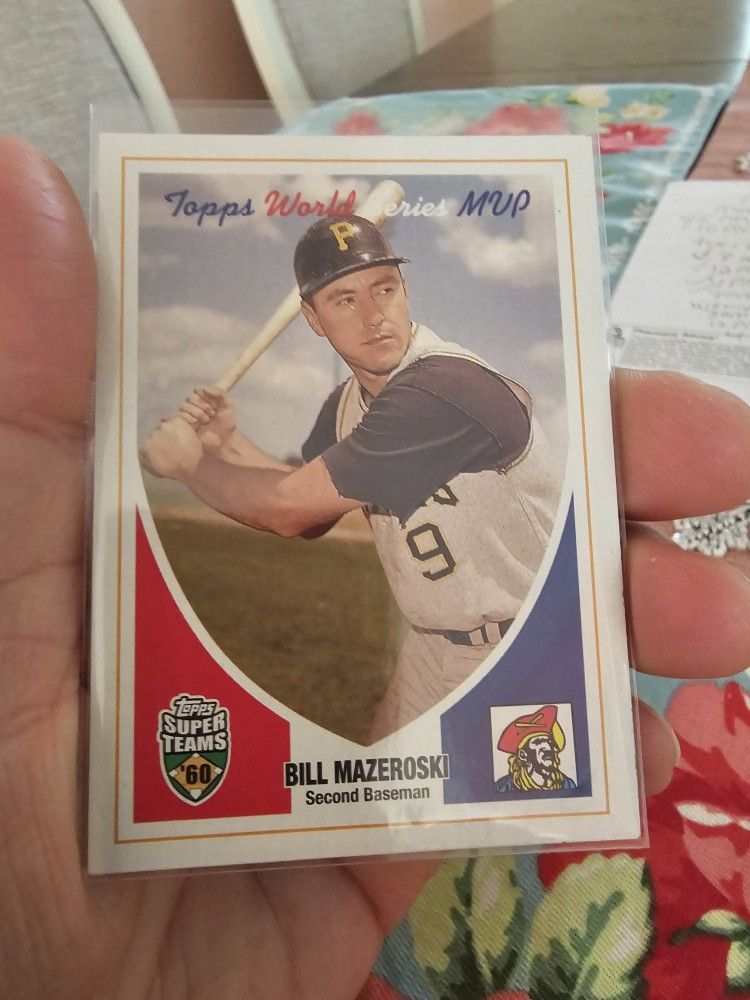 Topps World Series MVP
P
9
Topps
SUPER
TEAMS
'60
BILL MAZEROSKI
Second Baseman